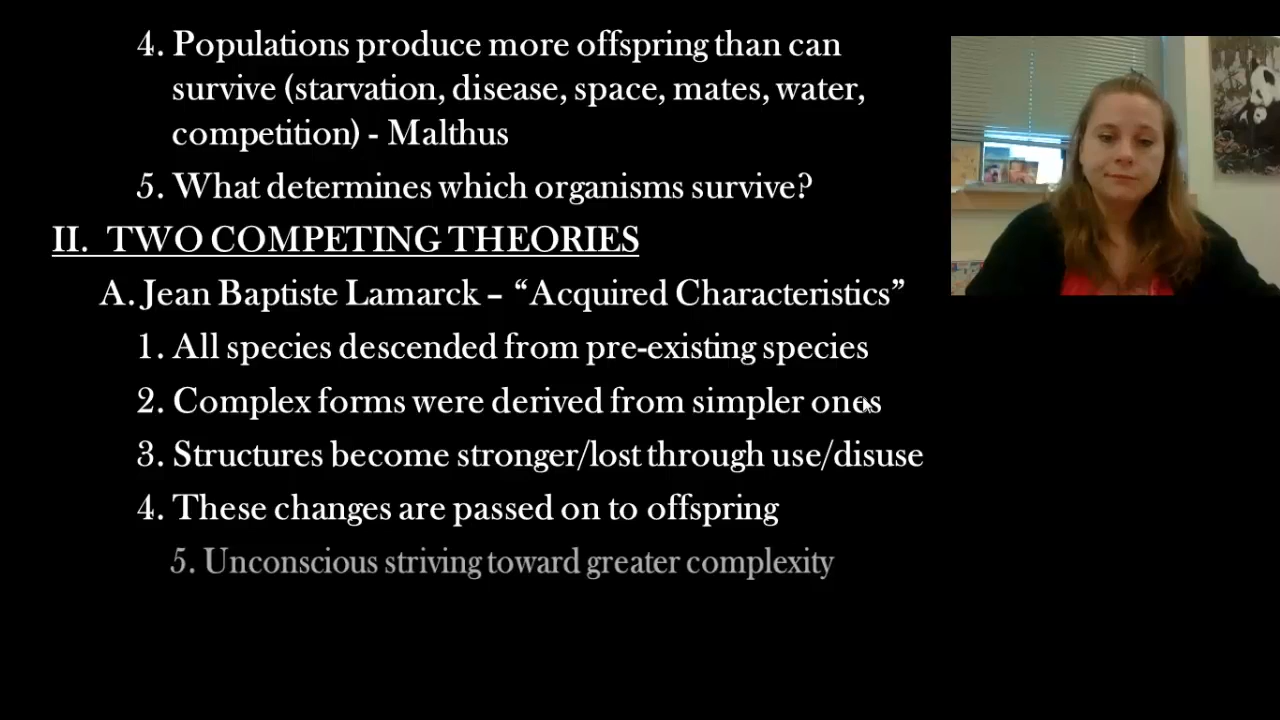 4. Populations produce more offspring than can
survive (starvation, disease, space, mates, water,
competition) - Malthus
5. What determines which organisms survive?
II. TWO COMPETING THEORIES
A. Jean Baptiste Lamarck – “Acquired Characteristics”
1. All species descended from pre-existing species
2. Complex forms were derived from simpler ones
3. Structures become stronger/lost through use/disuse
4. These changes are passed on to offspring
5. Unconscious striving toward greater complexity